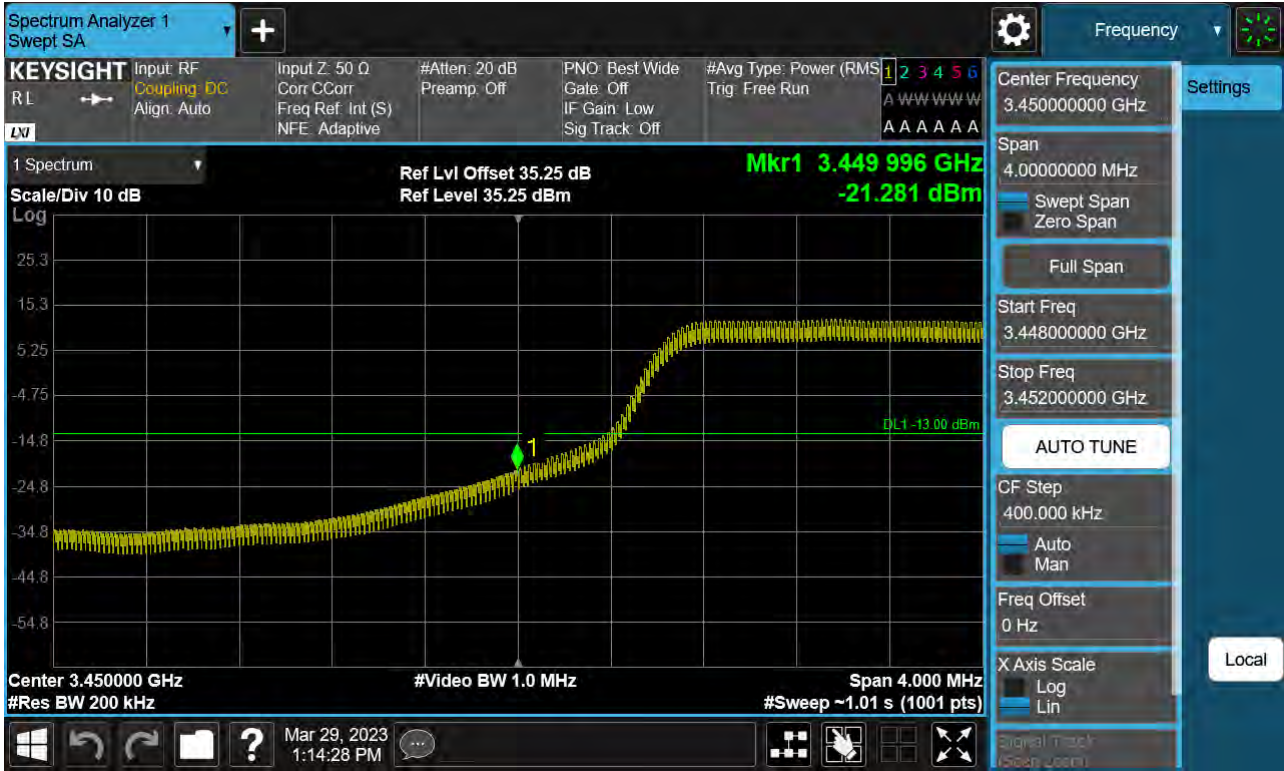 Spectrum Analyzer 1
Swept SA
+
Frequency
KEYSIGHT
RL
LXI
Input: RF
Coupling: DC
Align: Auto
Input Z: 50 Ω
Corr CCorr
Freq Ref: Int (S)
NFE: Adaptive
#Atten: 20 dB
Preamp: Off
PNO: Best Wide
Gate: Off
IF Gain: Low
Sig Track: Off
#Avg Type: Power (RMS
Trig: Free Run
1 2 3 4 5 6
A W W W W W
A A A A A A
1 Spectrum
Scale/Div 10 dB
Log
Ref Lvl Offset 35.25 dB
Ref Level 35.25 dBm
Mkr1 3.449 996 GHz
-21.281 dBm
25.3
15.3
5.25
-4.75
-14.8
-24.8
-34.8
-44.8
-54.8
DL1 -13.00 dBm
1
Center 3.450000 GHz
#Res BW 200 kHz
#Video BW 1.0 MHz
Span 4.000 MHz
#Sweep ~1.01 s (1001 pts)
Center Frequency
3.450000000 GHz
Settings
Span
4.00000000 MHz
Swept Span
Zero Span
Full Span
Start Freq
3.448000000 GHz
Stop Freq
3.452000000 GHz
AUTO TUNE
CF Step
400.000 kHz
Auto
Man
Freq Offset
0 Hz
X Axis Scale
Log
Lin
Signal Track
(Span Zoom)
Local
?
Mar 29, 2023
1:14:28 PM